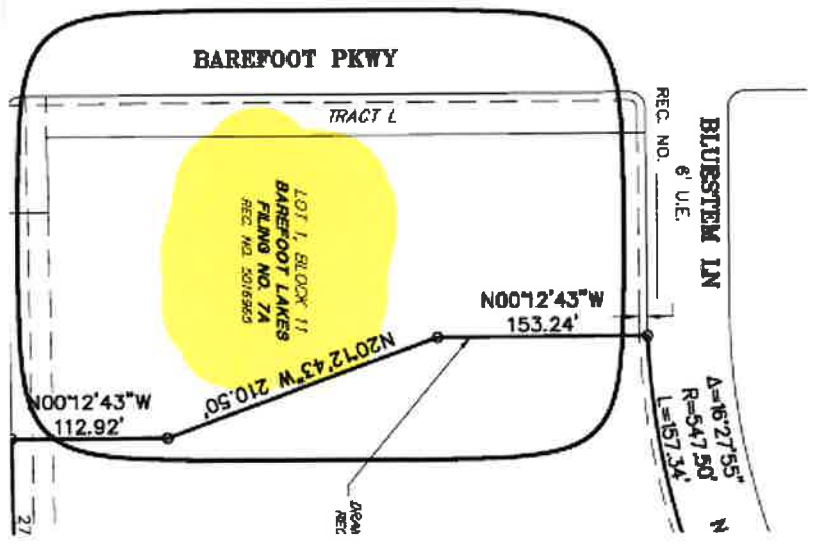 BAREFOOT PKWY
TRACT L
REC. NO.
6' U.E.
BLUESTEM LN
LOT 1, BLOCK 11
BAREFOOT LAKES
FILING NO. 7A
REC. NO. 5016965
N00°12'43"W
153.24'
N20°12'43"W 210.50'
N00°12'43"W
112.92'
Δ=16°27'55"
R=547.50'
L=157.34'
N
REC
27